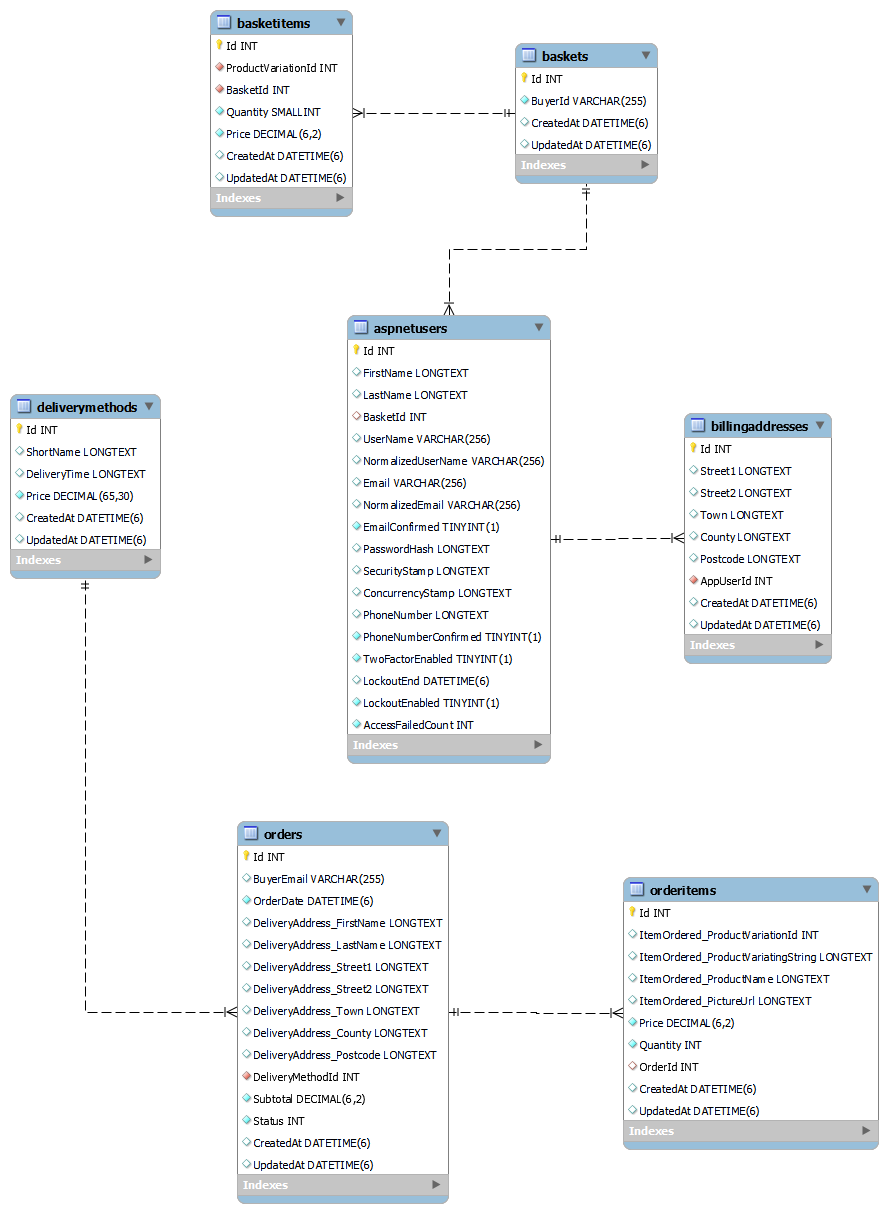 basketitems
Id INT
ProductVariationId INT
BasketId INT
Quantity SMALLINT
Price DECIMAL(6,2)
CreatedAt DATETIME(6)
UpdatedAt DATETIME(6)
Indexes
baskets
Id INT
BuyerId VARCHAR(255)
CreatedAt DATETIME(6)
UpdatedAt DATETIME(6)
Indexes
aspnetusers
Id INT
FirstName LONGTEXT
LastName LONGTEXT
BasketId INT
UserName VARCHAR(256)
NormalizedUserName VARCHAR(256)
Email VARCHAR(256)
NormalizedEmail VARCHAR(256)
EmailConfirmed TINYINT(1)
PasswordHash LONGTEXT
SecurityStamp LONGTEXT
ConcurrencyStamp LONGTEXT
PhoneNumber LONGTEXT
PhoneNumberConfirmed TINYINT(1)
TwoFactorEnabled TINYINT(1)
LockoutEnd DATETIME(6)
LockoutEnabled TINYINT(1)
AccessFailedCount INT
Indexes
deliverymethods
Id INT
ShortName LONGTEXT
DeliveryTime LONGTEXT
Price DECIMAL(65,30)
CreatedAt DATETIME(6)
UpdatedAt DATETIME(6)
Indexes
billingaddresses
Id INT
Street1 LONGTEXT
Street2 LONGTEXT
Town LONGTEXT
County LONGTEXT
Postcode LONGTEXT
AppUserId INT
CreatedAt DATETIME(6)
UpdatedAt DATETIME(6)
Indexes
orders
Id INT
BuyerEmail VARCHAR(255)
OrderDate DATETIME(6)
DeliveryAddress_FirstName LONGTEXT
DeliveryAddress_LastName LONGTEXT
DeliveryAddress_Street1 LONGTEXT
DeliveryAddress_Street2 LONGTEXT
DeliveryAddress_Town LONGTEXT
DeliveryAddress_County LONGTEXT
DeliveryAddress_Postcode LONGTEXT
DeliveryMethodId INT
Subtotal DECIMAL(6,2)
Status INT
CreatedAt DATETIME(6)
UpdatedAt DATETIME(6)
Indexes
orderitems
Id INT
ItemOrdered_ProductVariationId INT
ItemOrdered_ProductVariatingString LONGTEXT
ItemOrdered_ProductName LONGTEXT
ItemOrdered_PictureUrl LONGTEXT
Price DECIMAL(6,2)
Quantity INT
OrderId INT
CreatedAt DATETIME(6)
UpdatedAt DATETIME(6)
Indexes